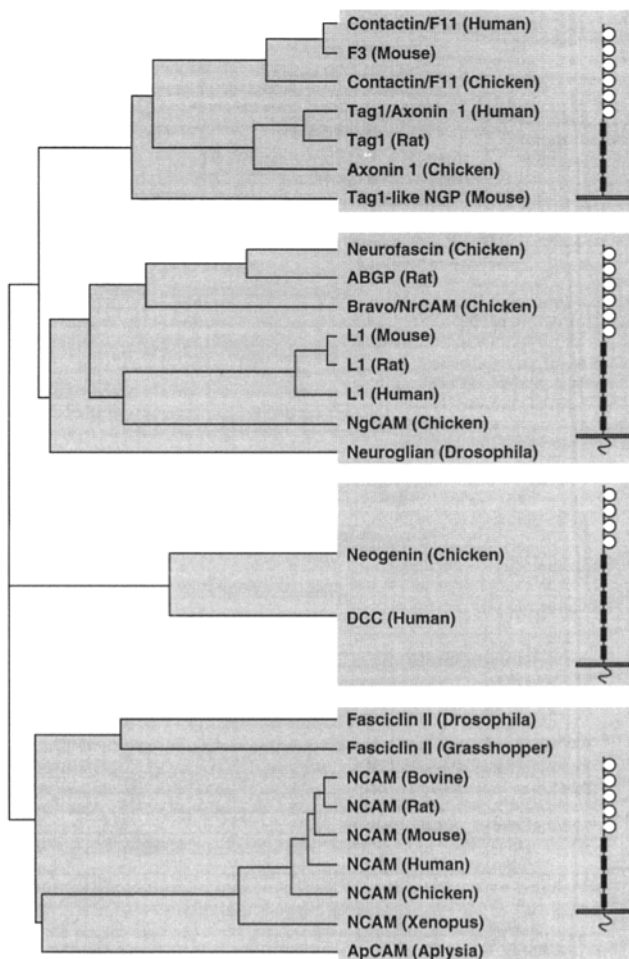 Contactin/F11 (Human)
F3 (Mouse)
Contactin/F11 (Chicken)
Tag1/Axonin 1 (Human)
Tag1 (Rat)
Axonin 1 (Chicken)
Tag1-like NGP (Mouse)
Neurofascin (Chicken)
ABGP (Rat)
Bravo/NrCAM (Chicken)
L1 (Mouse)
L1 (Rat)
L1 (Human)
NgCAM (Chicken)
Neuroglian (Drosophila)
Neogenin (Chicken)
DCC (Human)
Fasciclin II (Drosophila)
Fasciclin II (Grasshopper)
NCAM (Bovine)
NCAM (Rat)
NCAM (Mouse)
NCAM (Human)
NCAM (Chicken)
NCAM (Xenopus)
ApCAM (Aplysia)